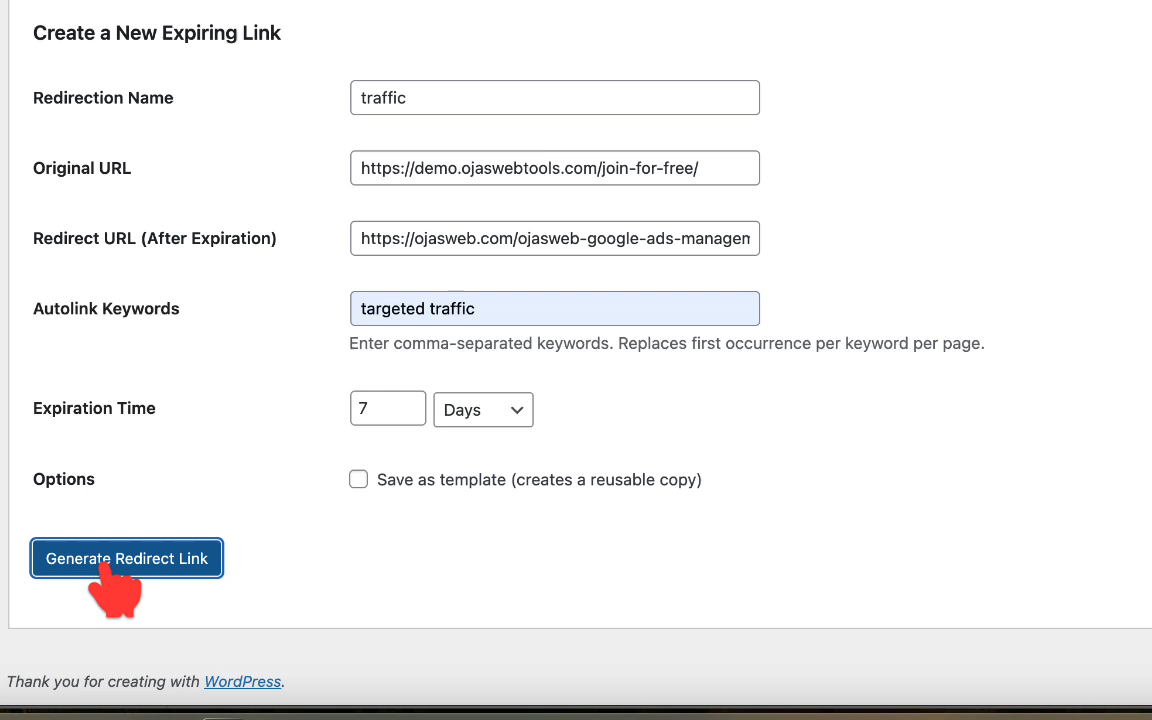 Create a New Expiring Link
Redirection Name
traffic
Original URL
https://demo.ojaswebtools.com/join-for-free/
Redirect URL (After Expiration)
https://ojasweb.com/ojasweb-google-ads-managem
Autolink Keywords
targeted traffic
Enter comma-separated keywords. Replaces first occurrence per keyword per page.
Expiration Time
7
Days
Options
Save as template (creates a reusable copy)
Generate Redirect Link
Thank you for creating with WordPress.